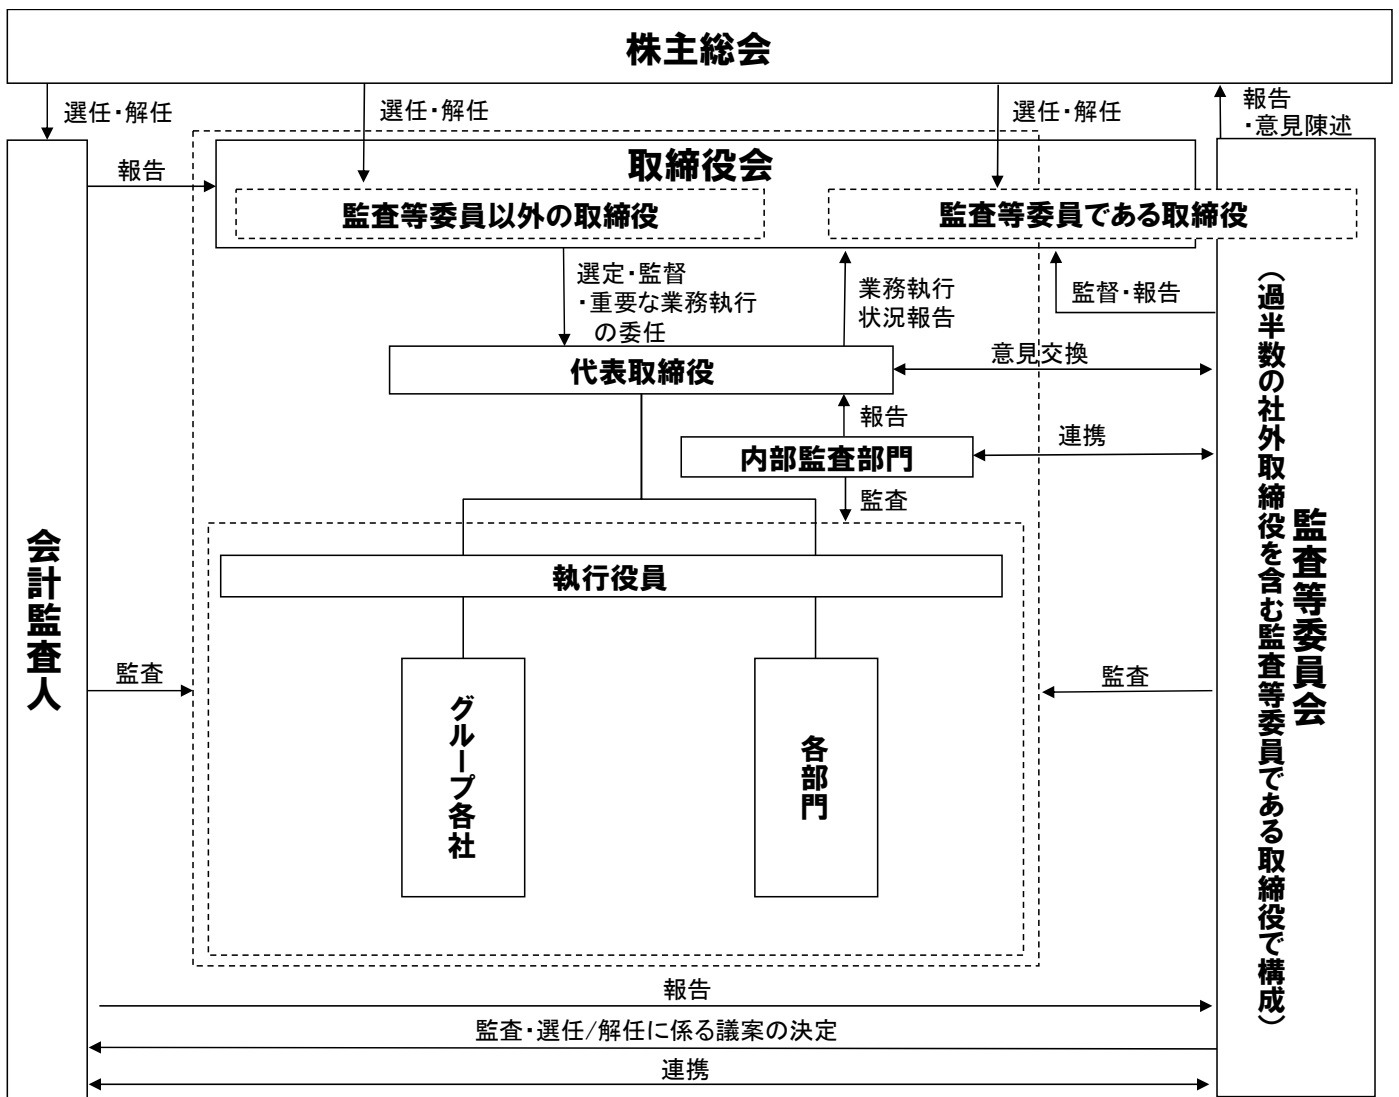 株主総会
選任・解任
選任・解任
選任・解任
報告
・意見陳述
報告
取締役会
監査等委員以外の取締役
監査等委員である取締役
選定・監督
・重要な業務執行
の委任
業務執行
状況報告
監督・報告
代表取締役
意見交換
報告
内部監査部門
連携
監査
執行役員
会計監査人
監査
グループ各社
各部門
監査
監査等委員会
（過半数の社外取締役を含む監査等委員である取締役で構成）
報告
監査・選任/解任に係る議案の決定
連携